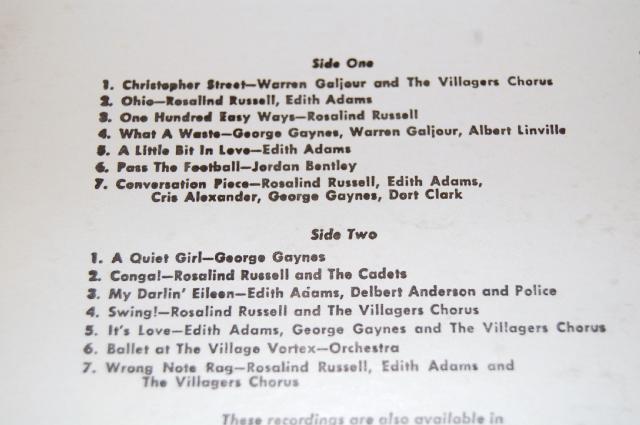 Side One
1. Christopher Street—Warren Galjour and The Villagers Chorus
2. Ohio—Rosalind Russell, Edith Adams
3. One Hundred Easy Ways—Rosalind Russell
4. What A Waste—George Gaynes, Warren Galjour, Albert Linville
5. A Little Bit In Love—Edith Adams
6. Pass The Football—Jordan Bentley
7. Conversation Piece—Rosalind Russell, Edith Adams,
Cris Alexander, George Gaynes, Dort Clark
Side Two
1. A Quiet Girl—George Gaynes
2. Conga!—Rosalind Russell and The Cadets
3. My Darlin' Eileen—Edith Adams, Delbert Anderson and Police
4. Swing!—Rosalind Russell and The Villagers Chorus
5. It's Love—Edith Adams, George Gaynes and The Villagers Chorus
6. Ballet at The Village Vortex—Orchestra
7. Wrong Note Rag—Rosalind Russell, Edith Adams and
The Villagers Chorus
These recordings are also available in